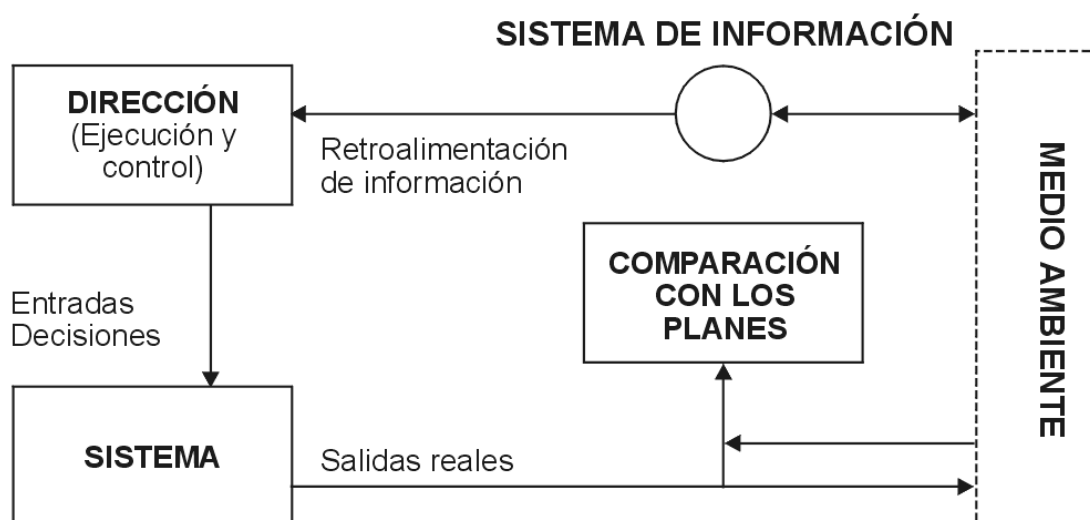 SISTEMA DE INFORMACIÓN
DIRECCIÓN
(Ejecución y
control)
Retroalimentación
de información
MEDIO AMBIENTE
COMPARACIÓN
CON LOS
PLANES
Entradas
Decisiones
SISTEMA
Salidas reales